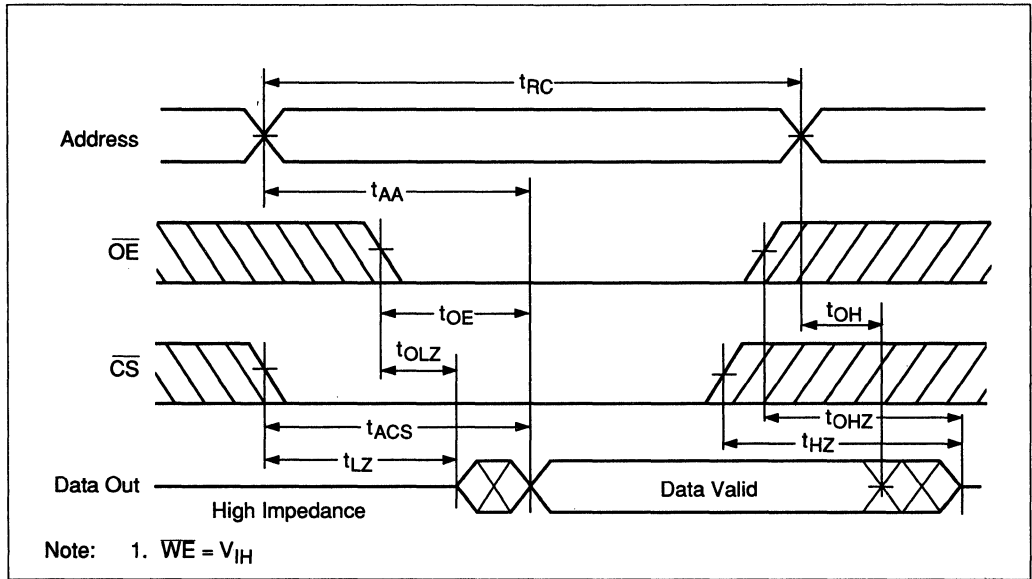 tRC
Address
tAA
OE
tOE
tOH
tOLZ
CS
tACS
tOHZ
tHZ
tLZ
Data Out
Data Valid
High Impedance
Note: 1. WE = VIH